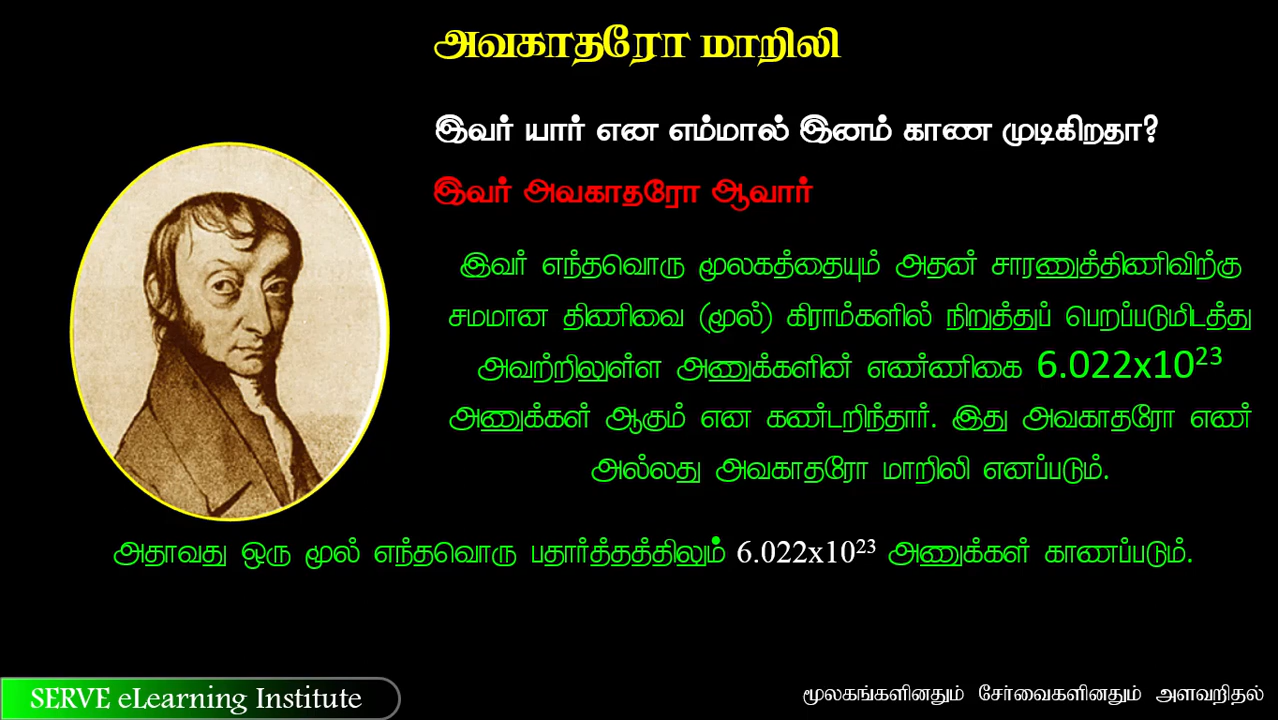 அவகாதரோ மாறிலி
இவர் யார் என எம்மால் இனம் காண முடிகிறதா?
இவர் அவகாதரோ ஆவார்
இவர் எந்தவொரு மூலகத்தையும் அதன் சாரணுத்திணிவிற்கு
சமமான திணிவை (மூல்) கிராம்களில் நிறுத்துப் பெறப்படுமிடத்து
அவற்றிலுள்ள அணுக்களின் எண்ணிகை 6.022x10²³
அணுக்கள் ஆகும் என கண்டறிந்தார். இது அவகாதரோ எண்
அல்லது அவகாதரோ மாறிலி எனப்படும்.
அதாவது ஒரு மூல் எந்தவொரு பதார்த்தத்திலும் 6.022x10²³ அணுக்கள் காணப்படும்.
SERVE eLearning Institute
மூலகங்களினதும் சேர்வைகளினதும் அளவறிதல்